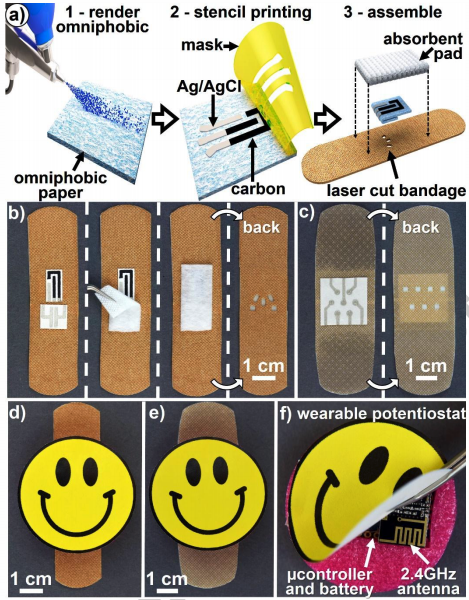 a)
1 - render
omniphobic
2 - stencil printing
3 - assemble
mask
absorbent
pad
Ag/AgCl
omniphobic
paper
carbon
laser cut bandage
b)
back
1 cm
c)
back
1 cm
d)
1 cm
e)
1 cm
f) wearable potentiostat
µcontroller
and battery
2.4GHz
antenna